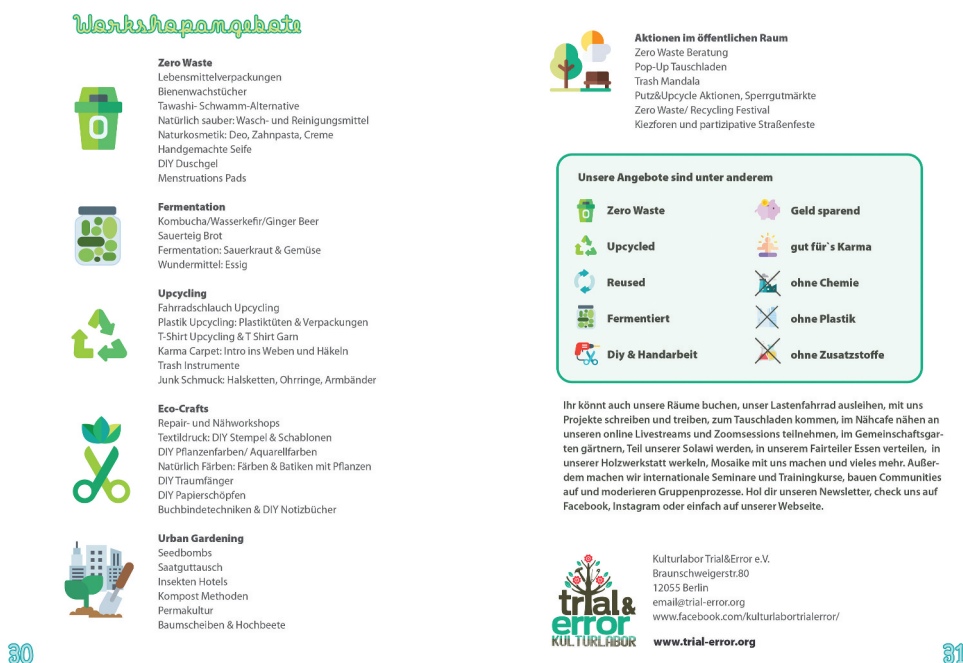 Workshopangebote
Zero Waste
Lebensmittelverpackungen
Bienenwachstücher
Tawashi- Schwamm-Alternative
Natürlich sauber: Wasch- und Reinigungsmittel
Naturkosmetik: Deo, Zahnpasta, Creme
Handgemachte Seife
DIY Duschgel
Menstruations Pads
Fermentation
Kombucha/Wasserkefir/Ginger Beer
Sauerteig Brot
Fermentation: Sauerkraut & Gemüse
Wundermittel: Essig
Upcycling
Fahrradschlauch Upcycling
Plastik Upcycling: Plastiktüten & Verpackungen
T-Shirt Upcycling & T Shirt Garn
Karma Carpet: Intro ins Weben und Häkeln
Trash Instrumente
Junk Schmuck: Halsketten, Ohrringe, Armbänder
Eco-Crafts
Repair- und Nähworkshops
Textildruck: DIY Stempel & Schablonen
DIY Pflanzenfarben/ Aquarellfarben
Natürlich Färben: Färben & Batiken mit Pflanzen
DIY Traumfänger
DIY Papierschöpfen
Buchbindetechniken & DIY Notizbücher
Urban Gardening
Seedbombs
Saatguttausch
Insekten Hotels
Kompost Methoden
Permakultur
Baumscheiben & Hochbeete
30
Aktionen im öffentlichen Raum
Zero Waste Beratung
Pop-Up Tauschladen
Trash Mandala
Putz&Upcycle Aktionen, Sperrgutmärkte
Zero Waste/ Recycling Festival
Kiezforen und partizipative Straßenfeste
Unsere Angebote sind unter anderem
Zero Waste
Upcycled
Reused
Fermentiert
Diy & Handarbeit
Geld sparend
gut für`s Karma
ohne Chemie
ohne Plastik
ohne Zusatzstoffe
Ihr könnt auch unsere Räume buchen, unser Lastenfahrrad ausleihen, mit uns
Projekte schreiben und treiben, zum Tauschladen kommen, im Nähcafe nähen an
unseren online Livestreams und Zoomsessions teilnehmen, im Gemeinschaftsgar-
ten gärtnern, Teil unserer Solawi werden, in unserem Fairteiler Essen verteilen, in
unserer Holzwerkstatt werkeln, Mosaike mit uns machen und vieles mehr. Außer-
dem machen wir internationale Seminare und Trainingkurse, bauen Communities
auf und moderieren Gruppenprozesse. Hol dir unseren Newsletter, check uns auf
Facebook, Instagram oder einfach auf unserer Webseite.
trial &
error
KULTURLABOR
Kulturlabor Trial&Error e.V.
Braunschweigerstr.80
12055 Berlin
email@trial-error.org
www.facebook.com/kulturlabortrialerror/
www.trial-error.org
31